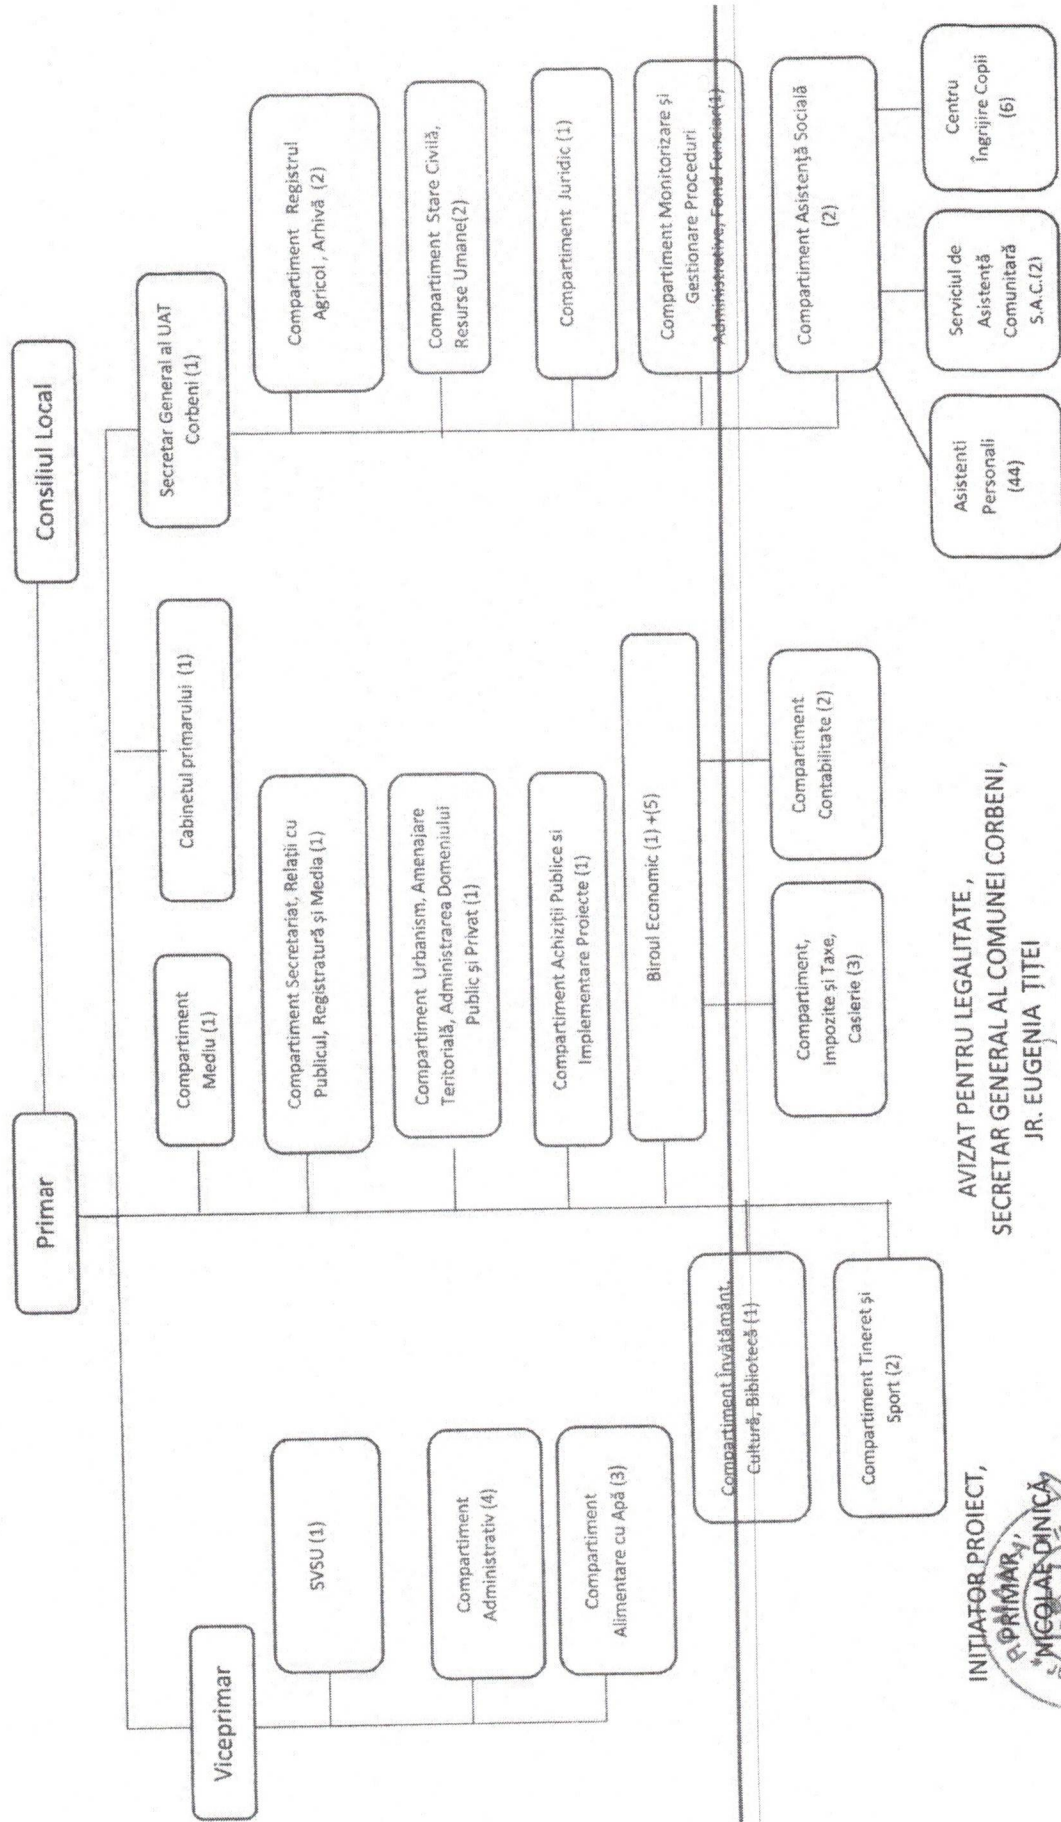 Primar
Consiliul Local
Viceprimar
SVSU (1)
Compartiment
Administrativ (4)
Compartiment
Alimentare cu Apă (3)
Compartiment
Mediu (1)
Cabinetul primarului (1)
Compartiment Secretariat, Relații cu
Publicul, Registratură și Media (1)
Compartiment Urbanism, Amenajare
Teritorială, Administrarea Domeniului
Public și Privat (1)
Compartiment Achiziții Publice si
Implementare Proiecte (1)
Biroul Economic (1) +(5)
Compartiment,
Impozite și Taxe,
Casierie (3)
Compartiment
Contabilitate (2)
Compartiment Învățământ,
Cultură, Bibliotecă (1)
Compartiment Tineret și
Sport (2)
Secretar General al UAT
Corbeni (1)
Compartiment Registrul
Agricol, Arhivă (2)
Compartiment Stare Civilă,
Resurse Umane(2)
Compartiment Juridic (1)
Compartiment Monitorizare și
Gestionare Proceduri
Administrative, Fond Funciar(1)
Compartiment Asistență Socială
(2)
Asistenti
Personali
(44)
Serviciul de
Asistență
Comunitară
S.A.C.(2)
Centru
Îngrijire Copii
(6)
INIȚIATOR PROIECT,
PRIMAR,
NICOLAE DINICĂ
AVIZAT PENTRU LEGALITATE ,
SECRETAR GENERAL AL COMUNEI CORBENI,
JR. EUGENIA ȚIȚEI